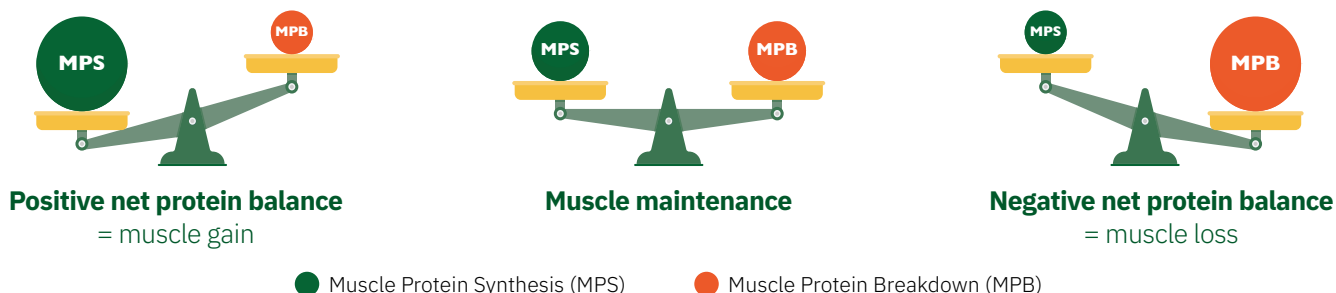 MPS
MPB
MPS
MPB
MPS
MPB
Positive net protein balance
= muscle gain
Muscle maintenance
Negative net protein balance
= muscle loss
Muscle Protein Synthesis (MPS)
Muscle Protein Breakdown (MPB)